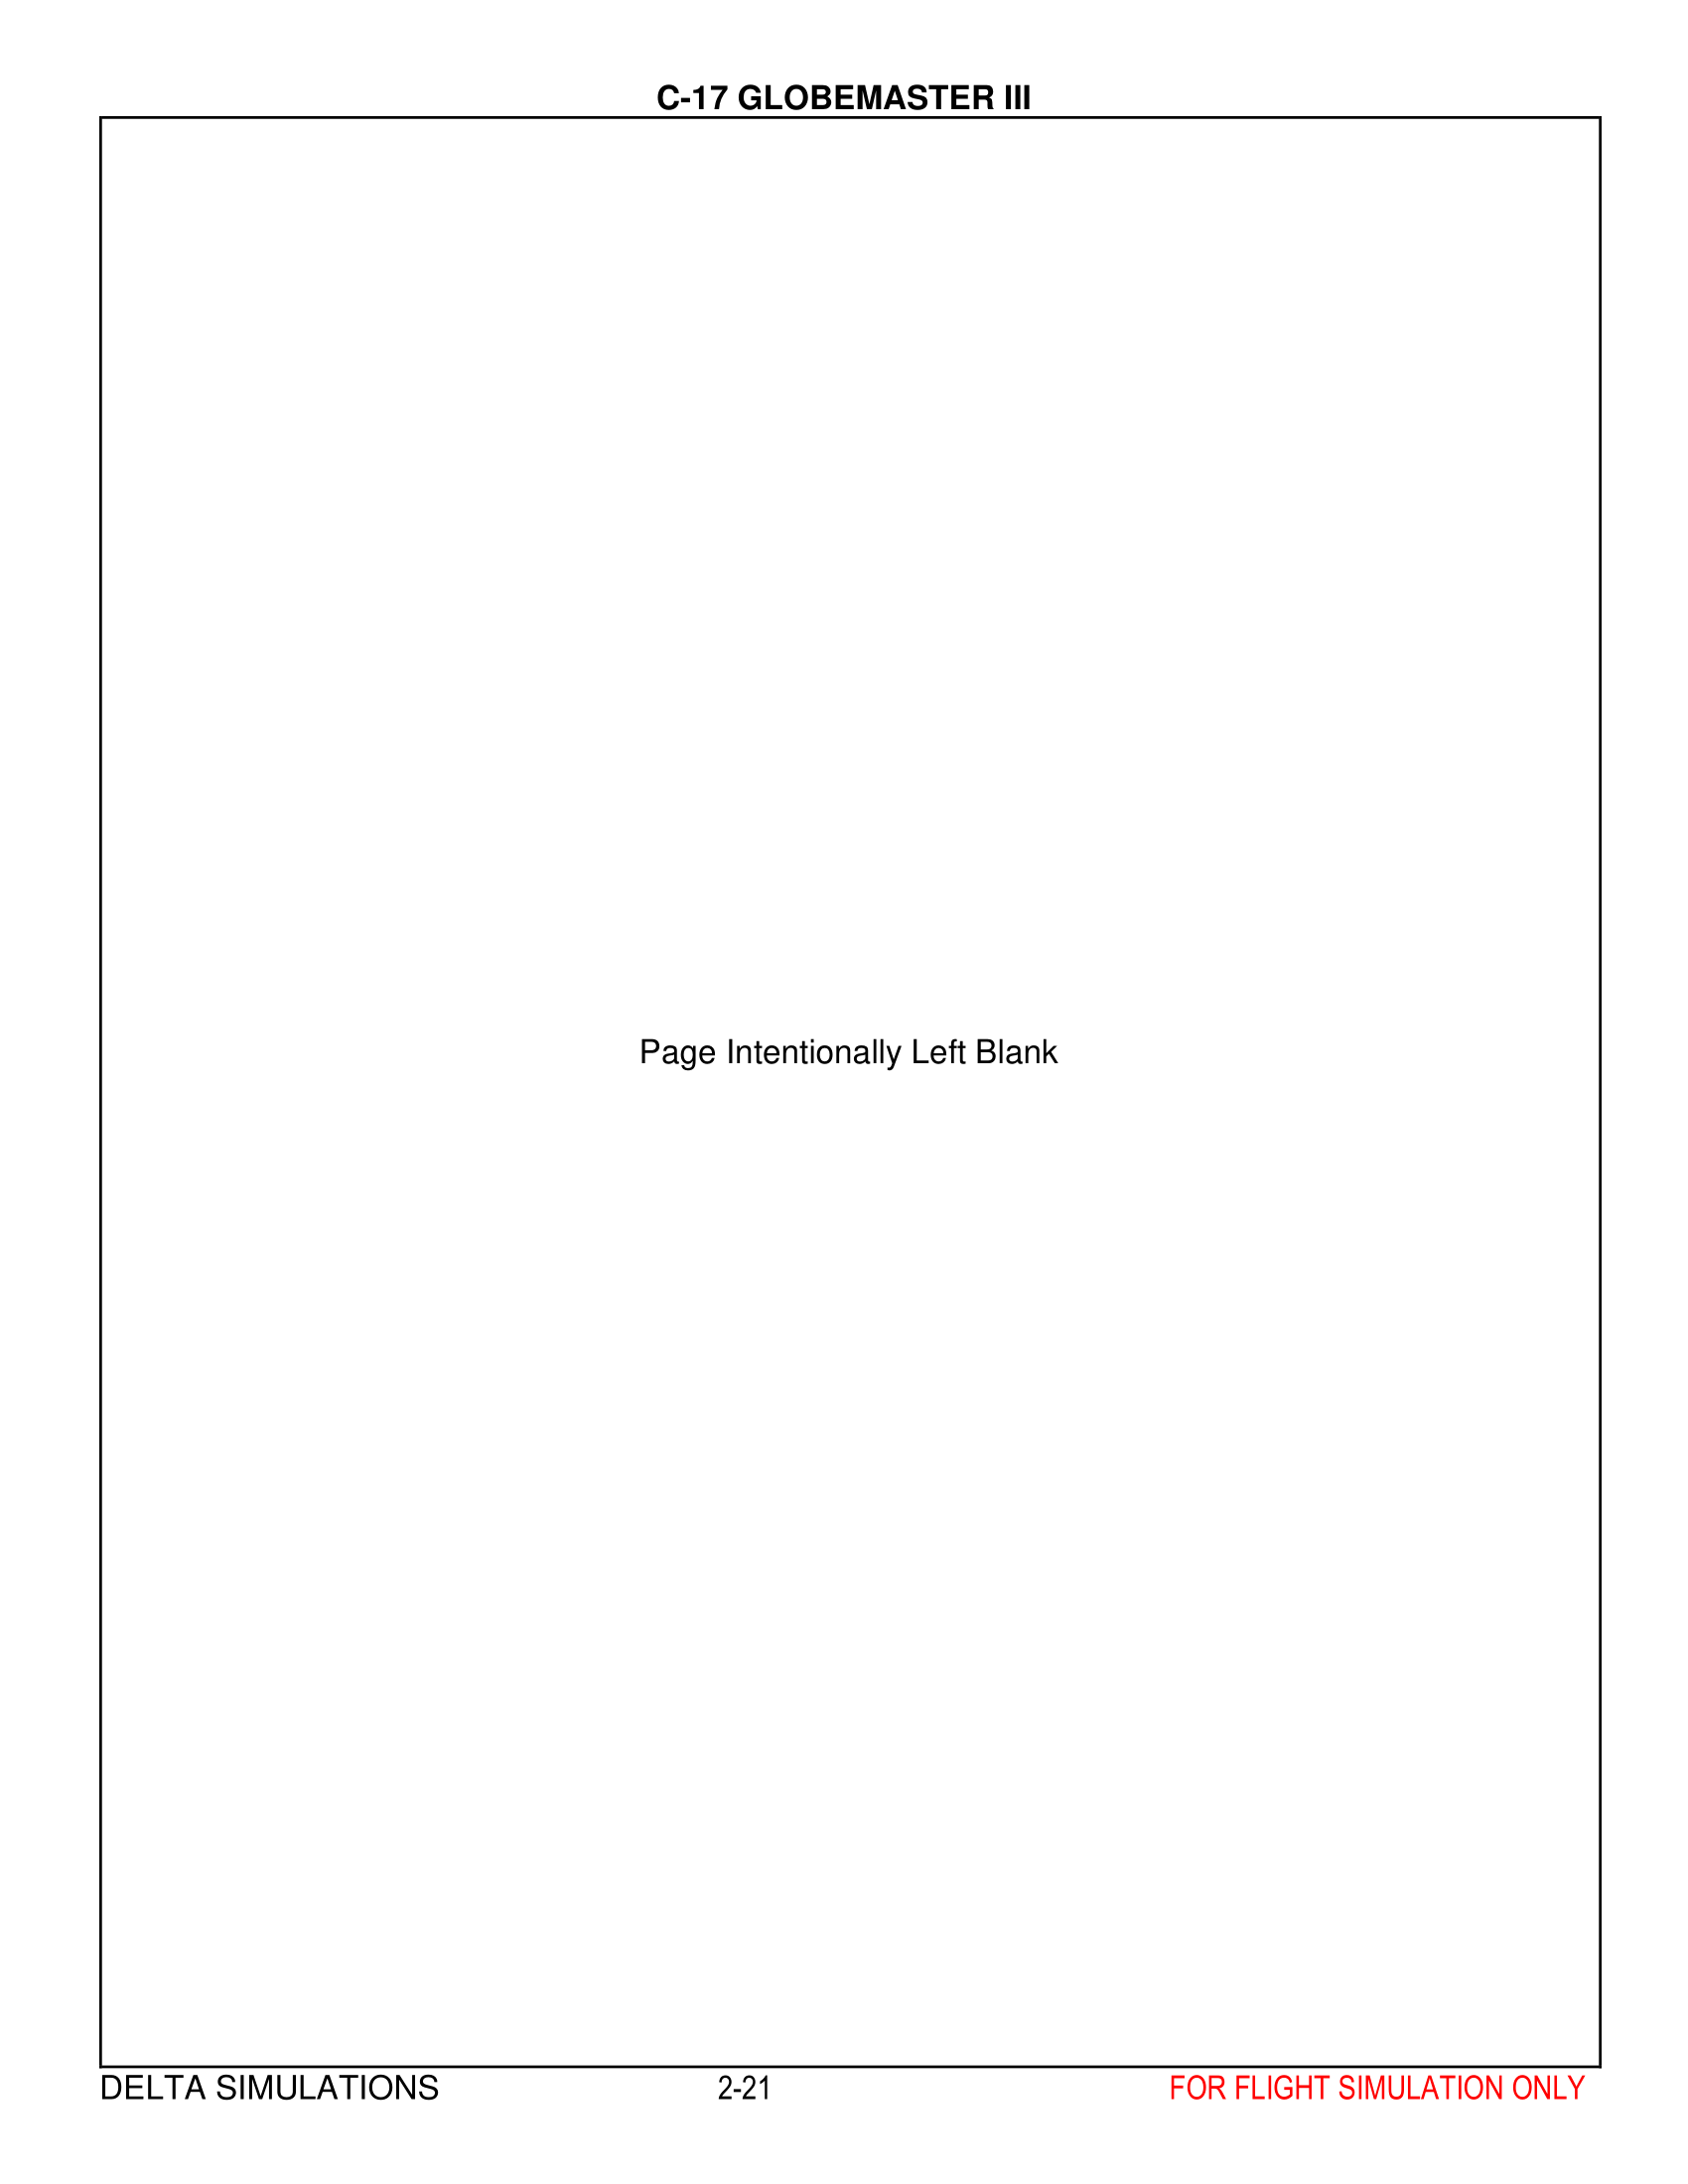 C-17 GLOBEMASTER III
Page Intentionally Left Blank
DELTA SIMULATIONS 2-21 FOR FLIGHT SIMULATION ONLY